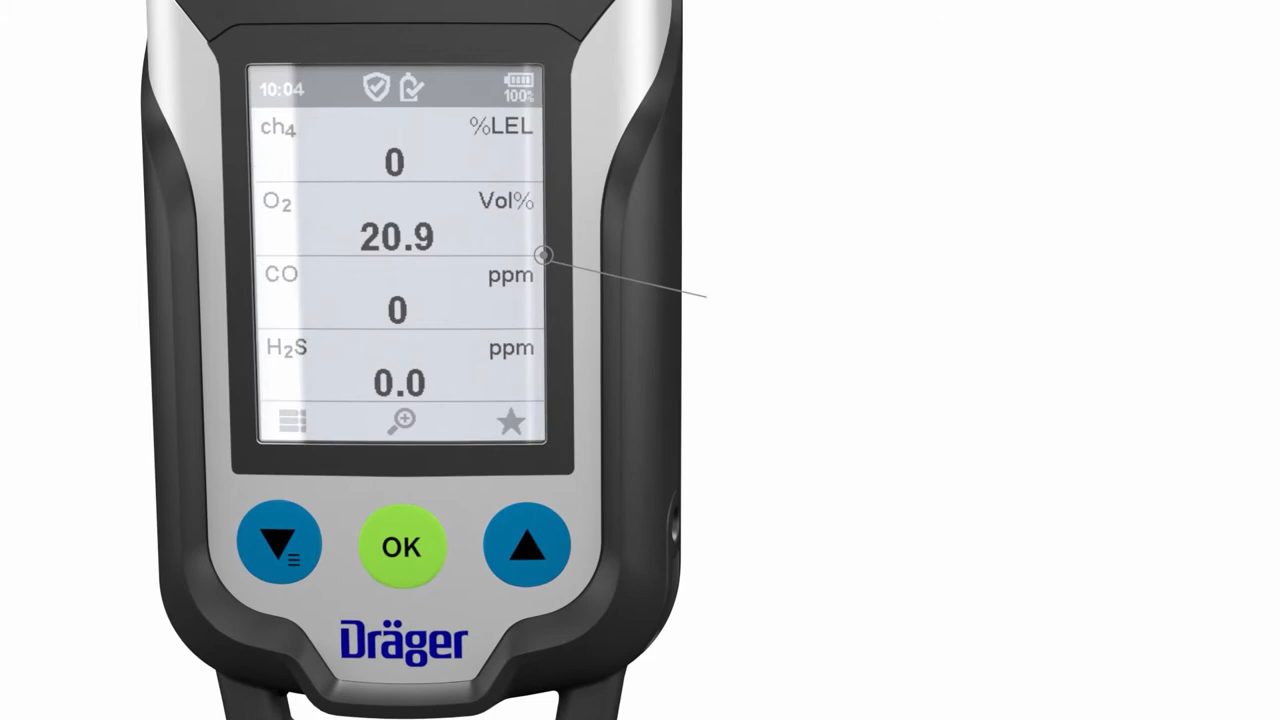 10:04
100%
ch₄ %LEL
0
O₂ Vol%
20.9
CO ppm
0
H₂S ppm
0.0
OK
Dräger